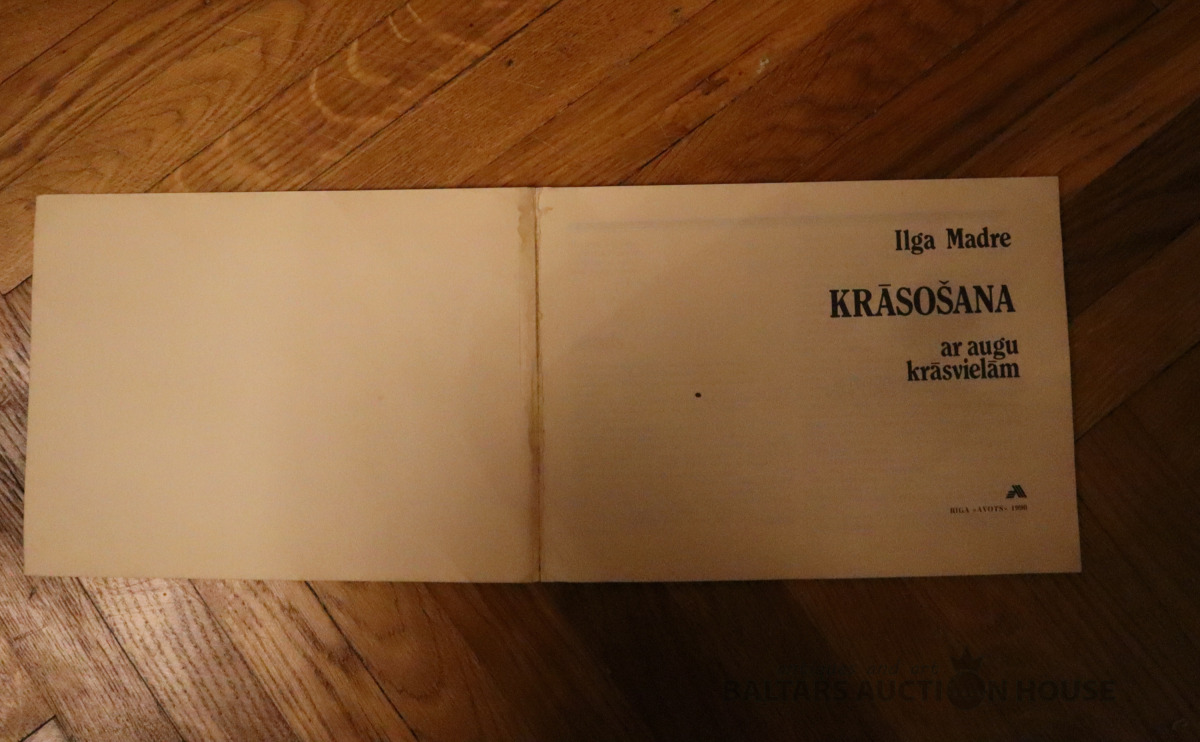 Ilga Madre
KRĀSOŠANA
ar augu
krāsvielām
RĪGA «AVOTS» 1990
BALTARS AUCTION HOUSE